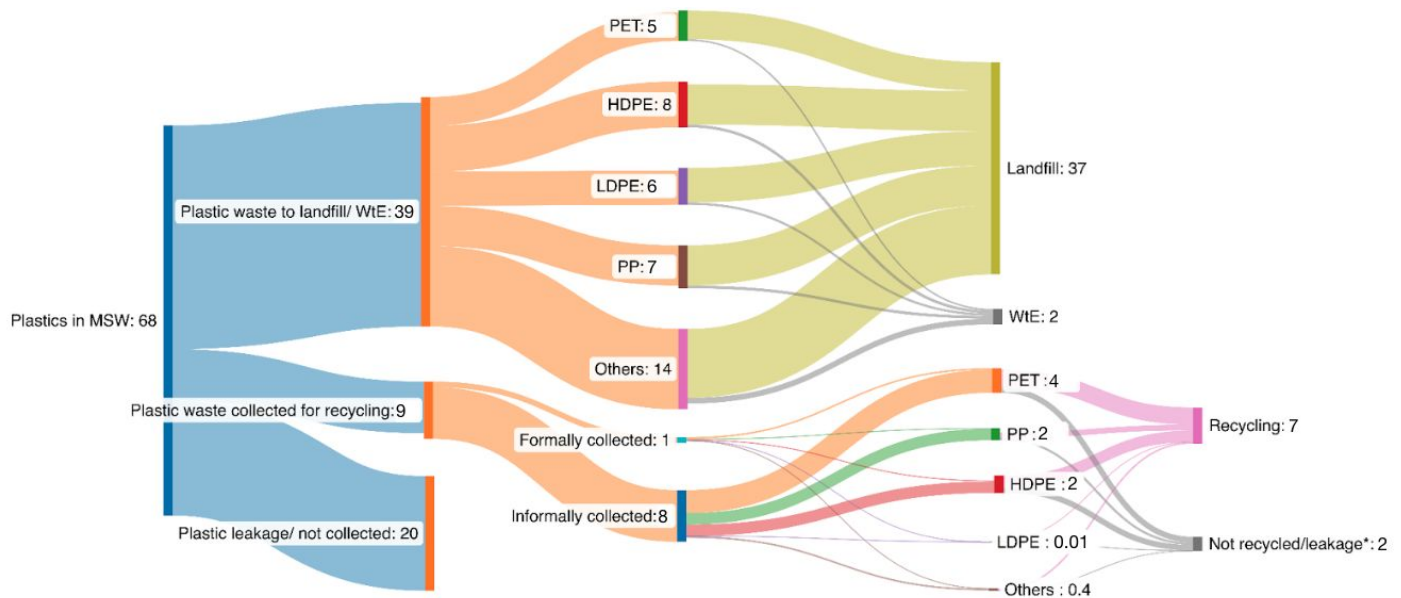 PET: 5
HDPE: 8
LDPE: 6
PP: 7
Others: 14
Plastic waste to landfill/ WtE: 39
Plastics in MSW: 68
Plastic waste collected for recycling:9
Plastic leakage/ not collected: 20
Formally collected: 1
Informally collected:8
Landfill: 37
WtE: 2
PET :4
PP :2
HDPE :2
LDPE : 0.01
Others : 0.4
Recycling: 7
Not recycled/leakage*: 2